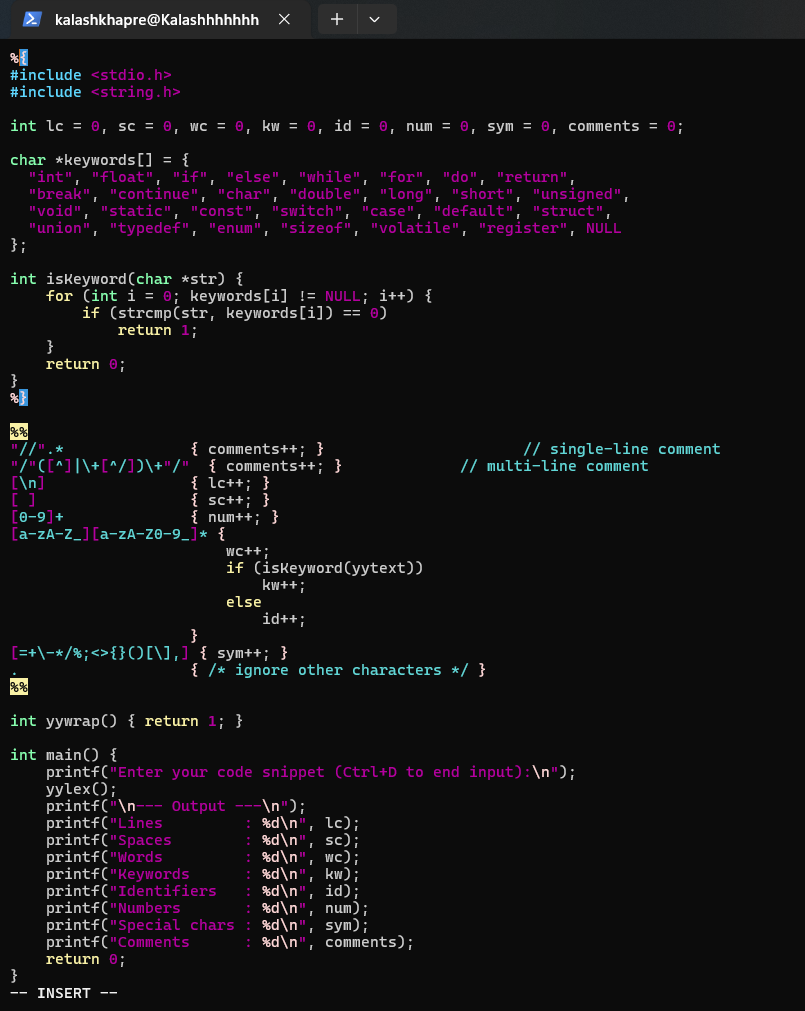 kalashkhapre@Kalashhhhhhh
%{
#include <stdio.h>
#include <string.h>

int lc = 0, sc = 0, wc = 0, kw = 0, id = 0, num = 0, sym = 0, comments = 0;

char *keywords[] = {
  "int", "float", "if", "else", "while", "for", "do", "return",
  "break", "continue", "char", "double", "long", "short", "unsigned",
  "void", "static", "const", "switch", "case", "default", "struct",
  "union", "typedef", "enum", "sizeof", "volatile", "register", NULL
};

int isKeyword(char *str) {
    for (int i = 0; keywords[i] != NULL; i++) {
        if (strcmp(str, keywords[i]) == 0)
            return 1;
    }
    return 0;
}
%}

%%
"//".*              { comments++; }                      // single-line comment
"/"([^]|\+[^/])\+"/"  { comments++; }             // multi-line comment
[\n]                { lc++; }
[ ]                 { sc++; }
[0-9]+              { num++; }
[a-zA-Z_][a-zA-Z0-9_]* {
                        wc++;
                        if (isKeyword(yytext))
                            kw++;
                        else
                            id++;
                    }
[=+\-*/%;<>{}()[\],] { sym++; }
.                   { /* ignore other characters */ }
%%

int yywrap() { return 1; }

int main() {
    printf("Enter your code snippet (Ctrl+D to end input):\n");
    yylex();
    printf("\n--- Output ---\n");
    printf("Lines         : %d\n", lc);
    printf("Spaces        : %d\n", sc);
    printf("Words         : %d\n", wc);
    printf("Keywords      : %d\n", kw);
    printf("Identifiers   : %d\n", id);
    printf("Numbers       : %d\n", num);
    printf("Special chars : %d\n", sym);
    printf("Comments      : %d\n", comments);
    return 0;
}
-- INSERT --